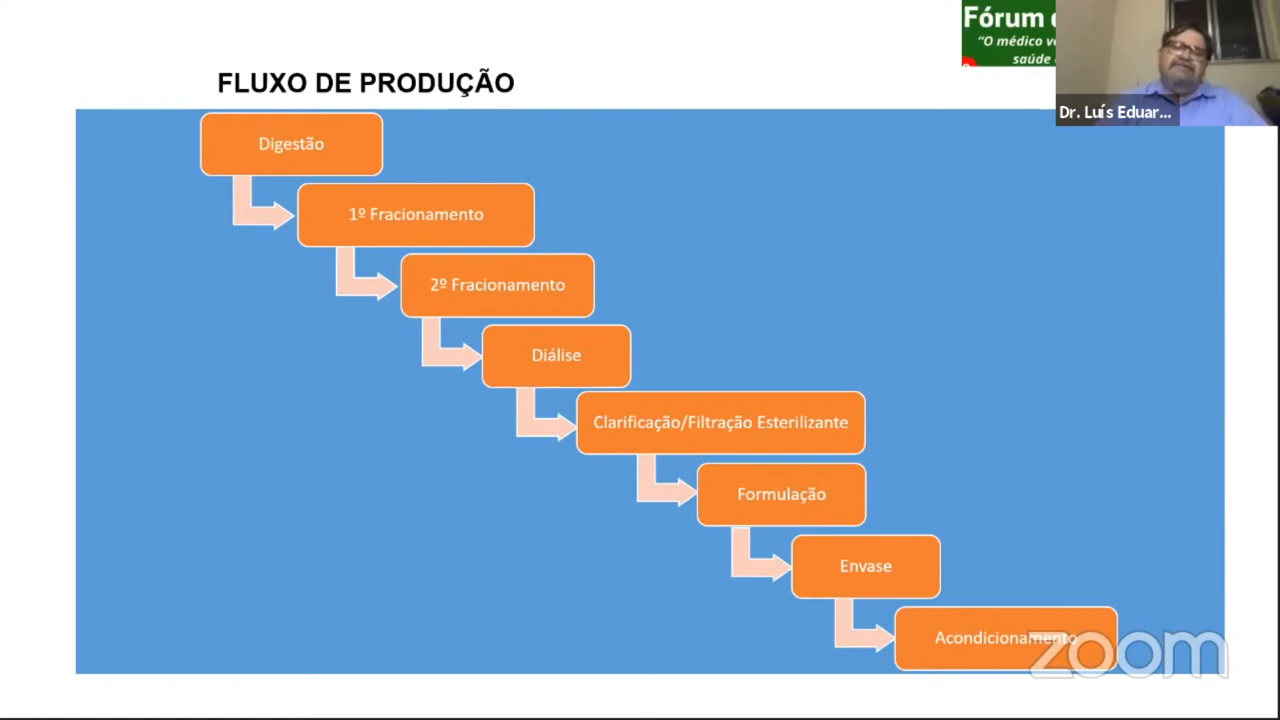 Fórum
“O médico
saúde
Dr. Luís Eduar...
FLUXO DE PRODUÇÃO
Digestão
1º Fracionamento
2º Fracionamento
Diálise
Clarificação/Filtração Esterilizante
Formulação
Envase
Acondicionamento
zoom